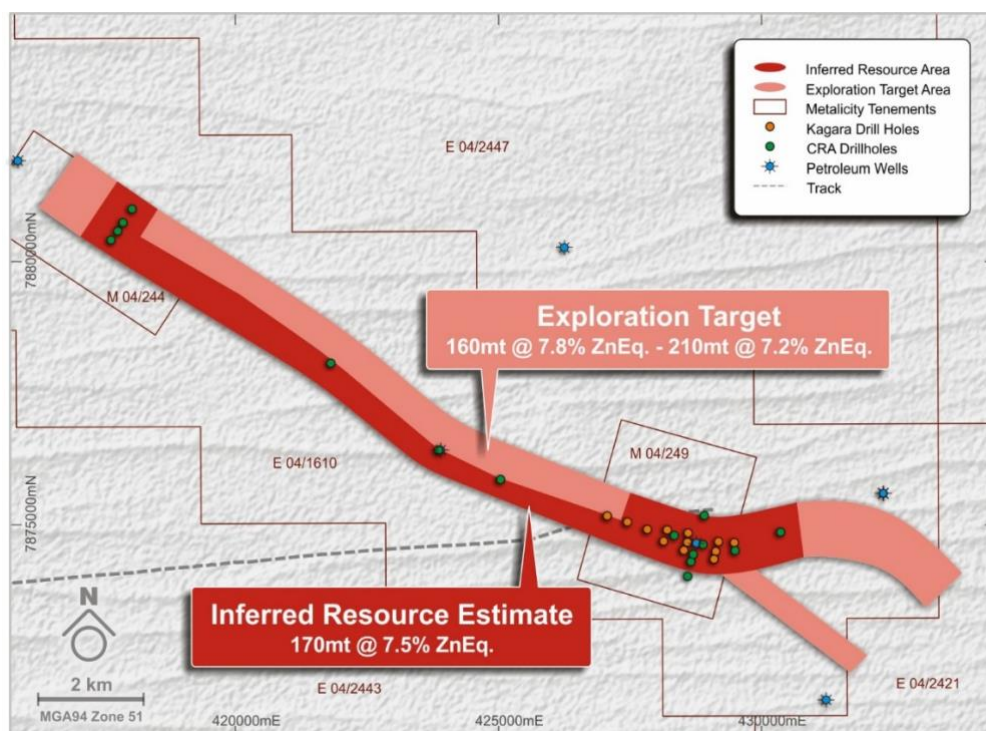 Inferred Resource Area
Exploration Target Area
Metalicity Tenements
Kagara Drill Holes
CRA Drillholes
Petroleum Wells
Track
E 04/2447
7880000mN
M 04/244
Exploration Target
160mt @ 7.8% ZnEq. - 210mt @ 7.2% ZnEq.
E 04/1610
M 04/249
7875000mN
Inferred Resource Estimate
170mt @ 7.5% ZnEq.
N
2 km
MGA94 Zone 51
E 04/2443
E 04/2421
420000mE
425000mE
430000mE